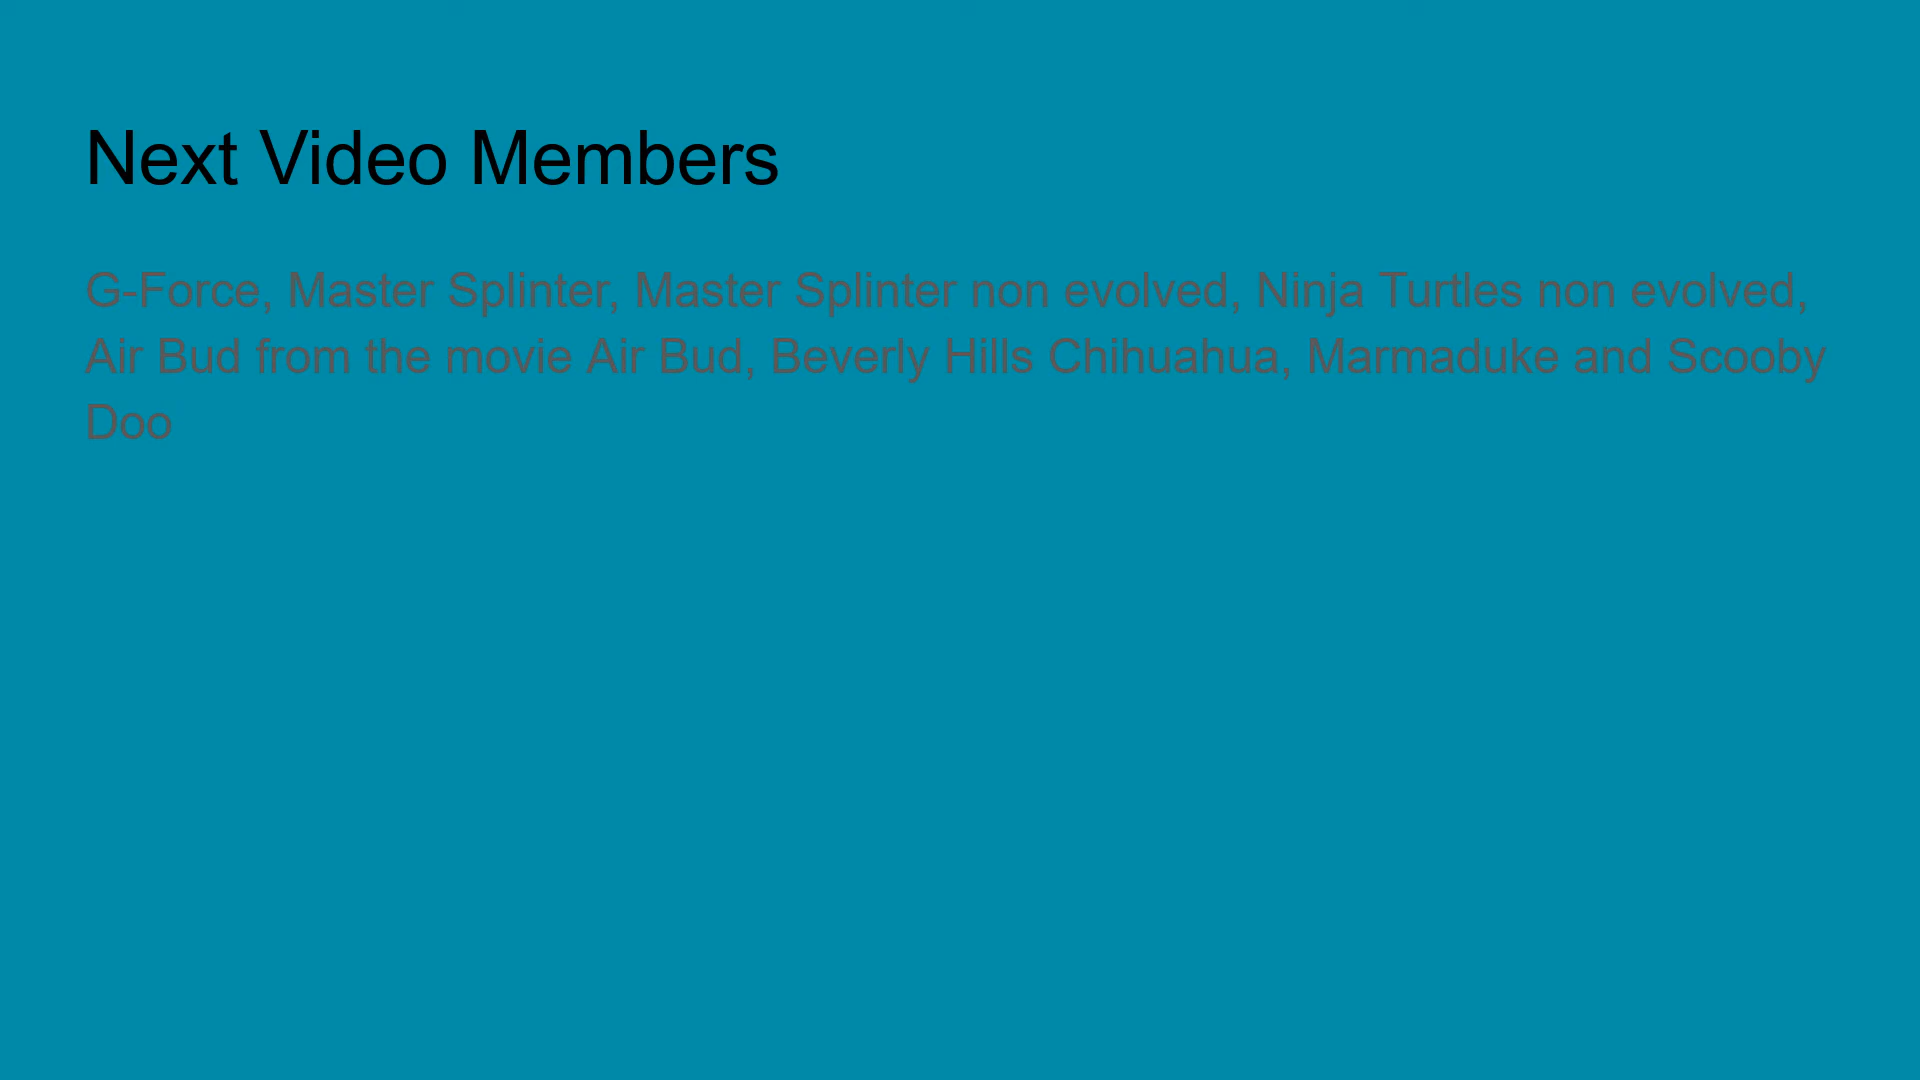 Next Video Members
G-Force, Master Splinter, Master Splinter non evolved, Ninja Turtles non evolved,
Air Bud from the movie Air Bud, Beverly Hills Chihuahua, Marmaduke and Scooby
Doo